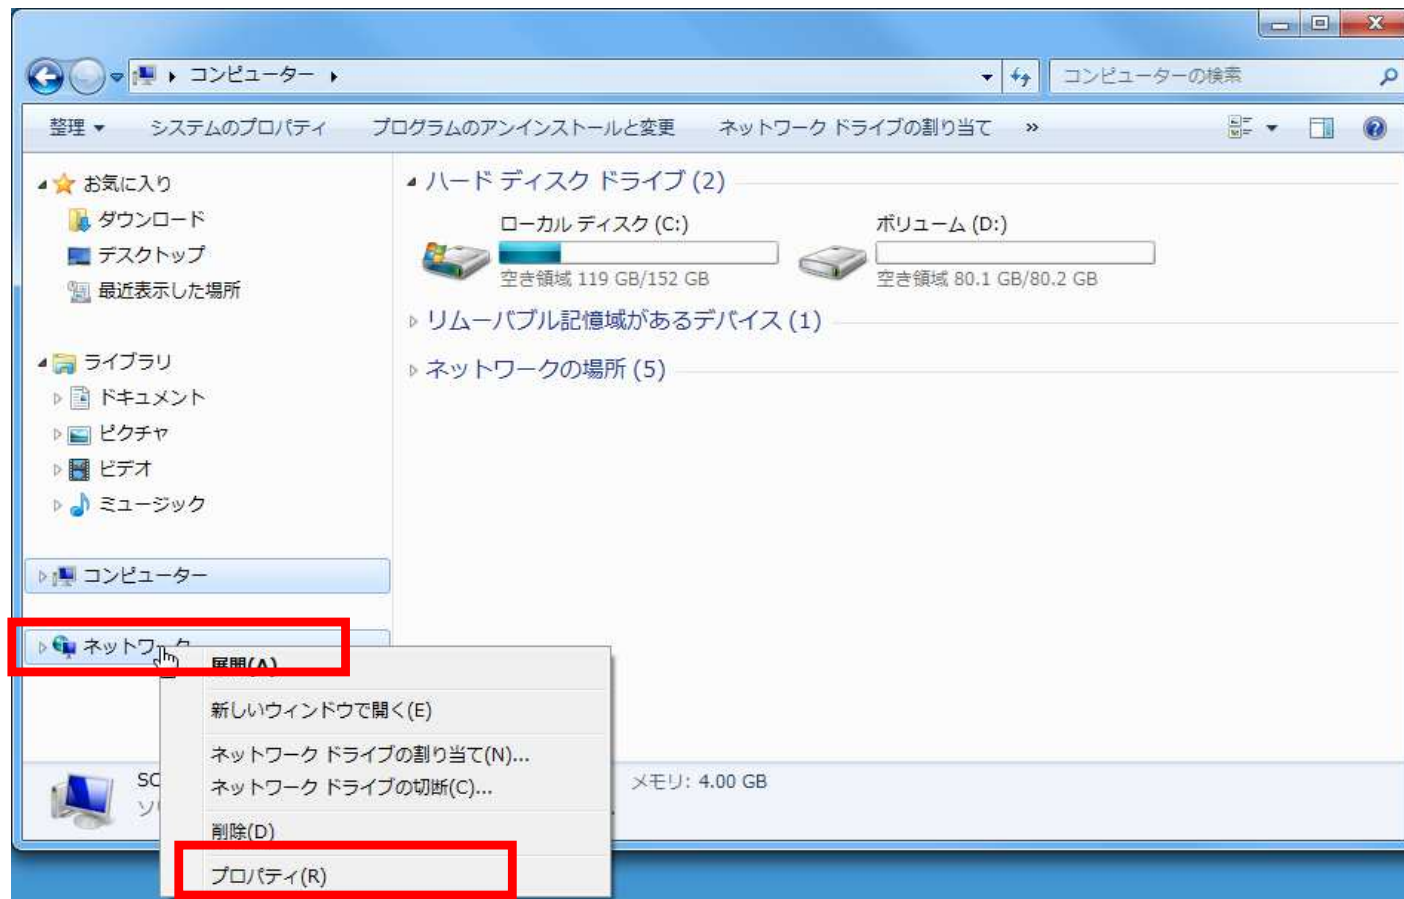 コンピューター
コンピューターの検索
整理 システムのプロパティ プログラムのアンインストールと変更 ネットワーク ドライブの割り当て »
お気に入り
ダウンロード
デスクトップ
最近表示した場所
ライブラリ
ドキュメント
ピクチャ
ビデオ
ミュージック
コンピューター
ネットワーク
ハード ディスク ドライブ (2)
ローカル ディスク (C:)
空き領域 119 GB/152 GB
ボリューム (D:)
空き領域 80.1 GB/80.2 GB
リムーバブル記憶域があるデバイス (1)
ネットワークの場所 (5)
展開(A)
新しいウィンドウで開く(E)
ネットワーク ドライブの割り当て(N)...
ネットワーク ドライブの切断(C)...
削除(D)
プロパティ(R)
メモリ: 4.00 GB